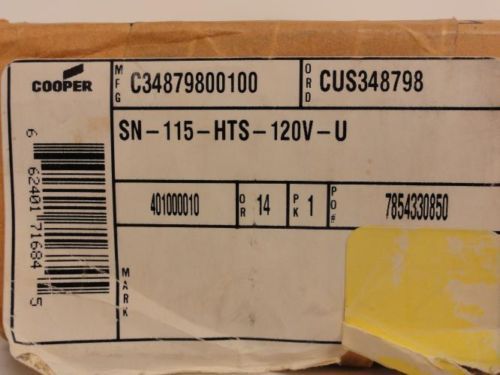 COOPER
MFG C34879800100
ORD CUS348798
SN-115-HTS-120V-U
401000010
OR 14
PK 1
PO# 7854330850
MARK
6 62401 71684 5